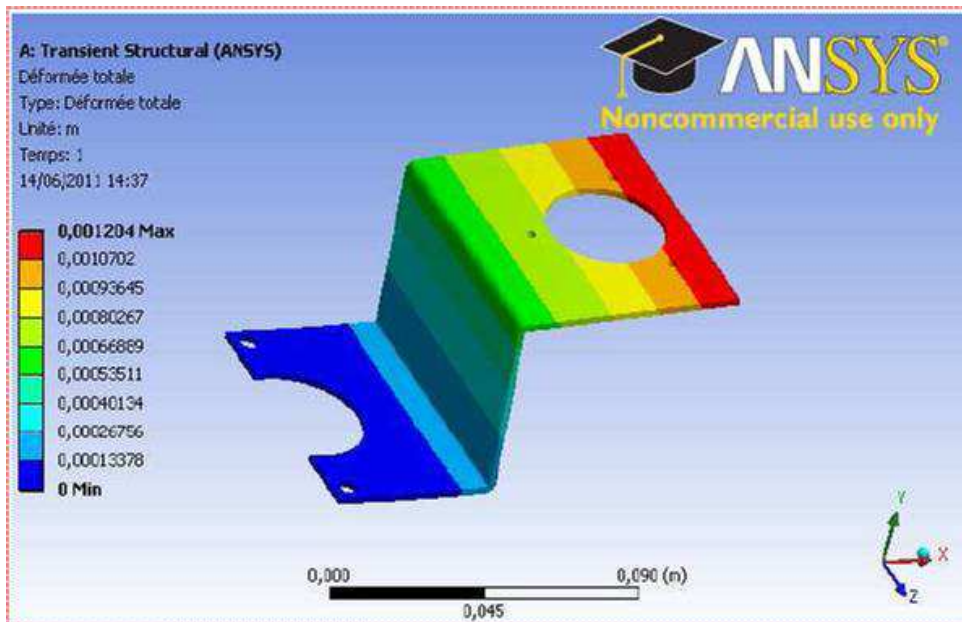 A: Transient Structural (ANSYS)
Déformée totale
Type: Déformée totale
Unité: m
Temps: 1
14/06/2011 14:37
ANSYS
Noncommercial use only
0,001204 Max
0,0010702
0,00093645
0,00080267
0,00066889
0,00053511
0,00040134
0,00026756
0,00013378
0 Min
0,000
0,090 (m)
0,045
Y
X
Z